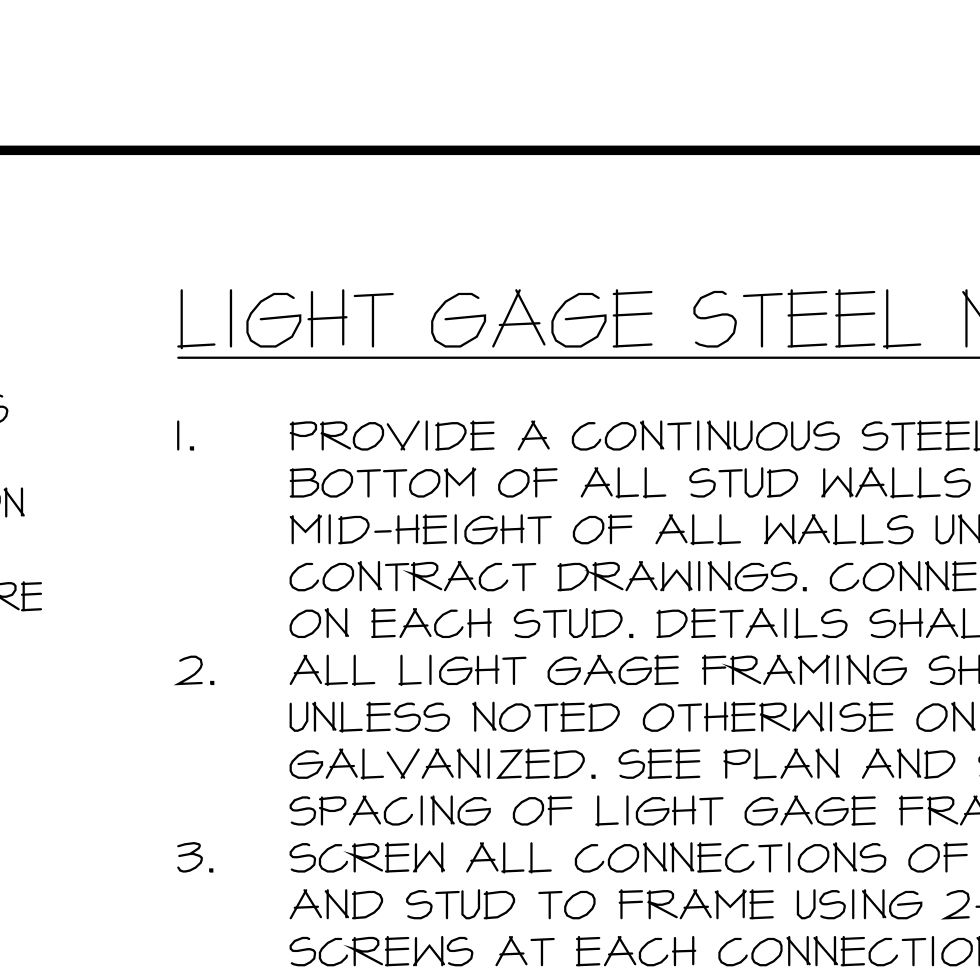 LIGHT GAGE STEEL
1. PROVIDE A CONTINUOUS STEEL
BOTTOM OF ALL STUD WALLS
MID-HEIGHT OF ALL WALLS UN
CONTRACT DRAWINGS. CONNE
ON EACH STUD. DETAILS SHAL
2. ALL LIGHT GAGE FRAMING SH
UNLESS NOTED OTHERWISE ON
GALVANIZED. SEE PLAN AND
SPACING OF LIGHT GAGE FRA
3. SCREW ALL CONNECTIONS OF
AND STUD TO FRAME USING 2-
SCREWS AT EACH CONNECTION
ON
RE